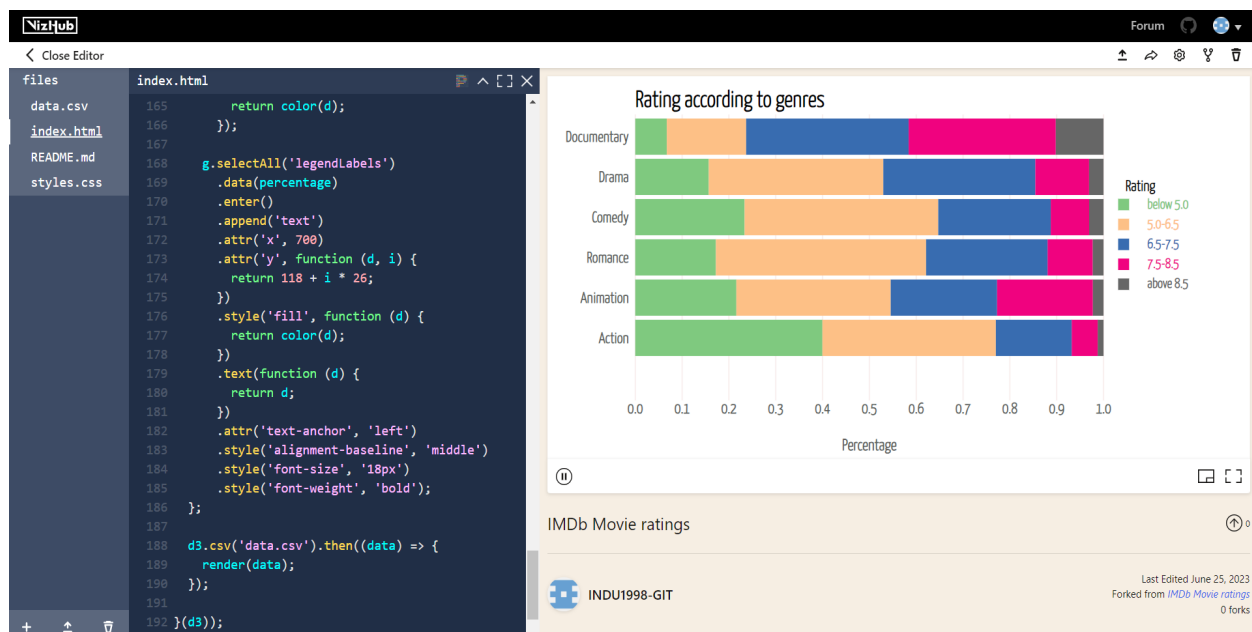 VizHub
Forum
Close Editor
files
data.csv
index.html
README.md
styles.css
index.html
165 return color(d);
166 });
167
168 g.selectAll('legendLabels')
169 .data(percentage)
170 .enter()
171 .append('text')
172 .attr('x', 700)
173 .attr('y', function (d, i) {
174 return 118 + i * 26;
175 })
176 .style('fill', function (d) {
177 return color(d);
178 })
179 .text(function (d) {
180 return d;
181 })
182 .attr('text-anchor', 'left')
183 .style('alignment-baseline', 'middle')
184 .style('font-size', '18px')
185 .style('font-weight', 'bold');
186 };
187
188 d3.csv('data.csv').then((data) => {
189 render(data);
190 });
191
192 }(d3));
Rating according to genres
Documentary
Drama
Comedy
Romance
Animation
Action
0.0 0.1 0.2 0.3 0.4 0.5 0.6 0.7 0.8 0.9 1.0
Percentage
Rating
below 5.0
5.0-6.5
6.5-7.5
7.5-8.5
above 8.5
IMDb Movie ratings
0
INDU1998-GIT
Last Edited June 25, 2023
Forked from IMDb Movie ratings
0 forks